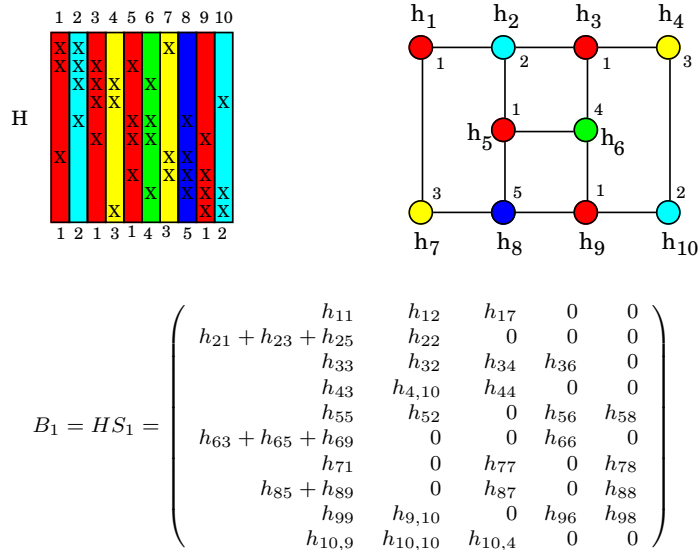 1 2 3 4 5 6 7 8 9 10
X X X
X X X X
X X X X
X X X
H X X X X
X X X X
X X X
X X X X
X X X X
X X X
1 2 1 3 1 4 3 5 1 2
h1 h2 h3 h4
1 2 1 3
1 4
h5 h6
3 5 1 2
h7 h8 h9 h10
h11 h12 h17 0 0
h21 + h23 + h25 h22 0 0 0
h33 h32 h34 h36 0
h43 h4,10 h44 0 0
B1 = HS1 = h55 h52 0 h56 h58
h63 + h65 + h69 0 0 h66 0
h71 0 h77 0 h78
h85 + h89 0 h87 0 h88
h99 h9,10 0 h96 h98
h10,9 h10,10 h10,4 0 0